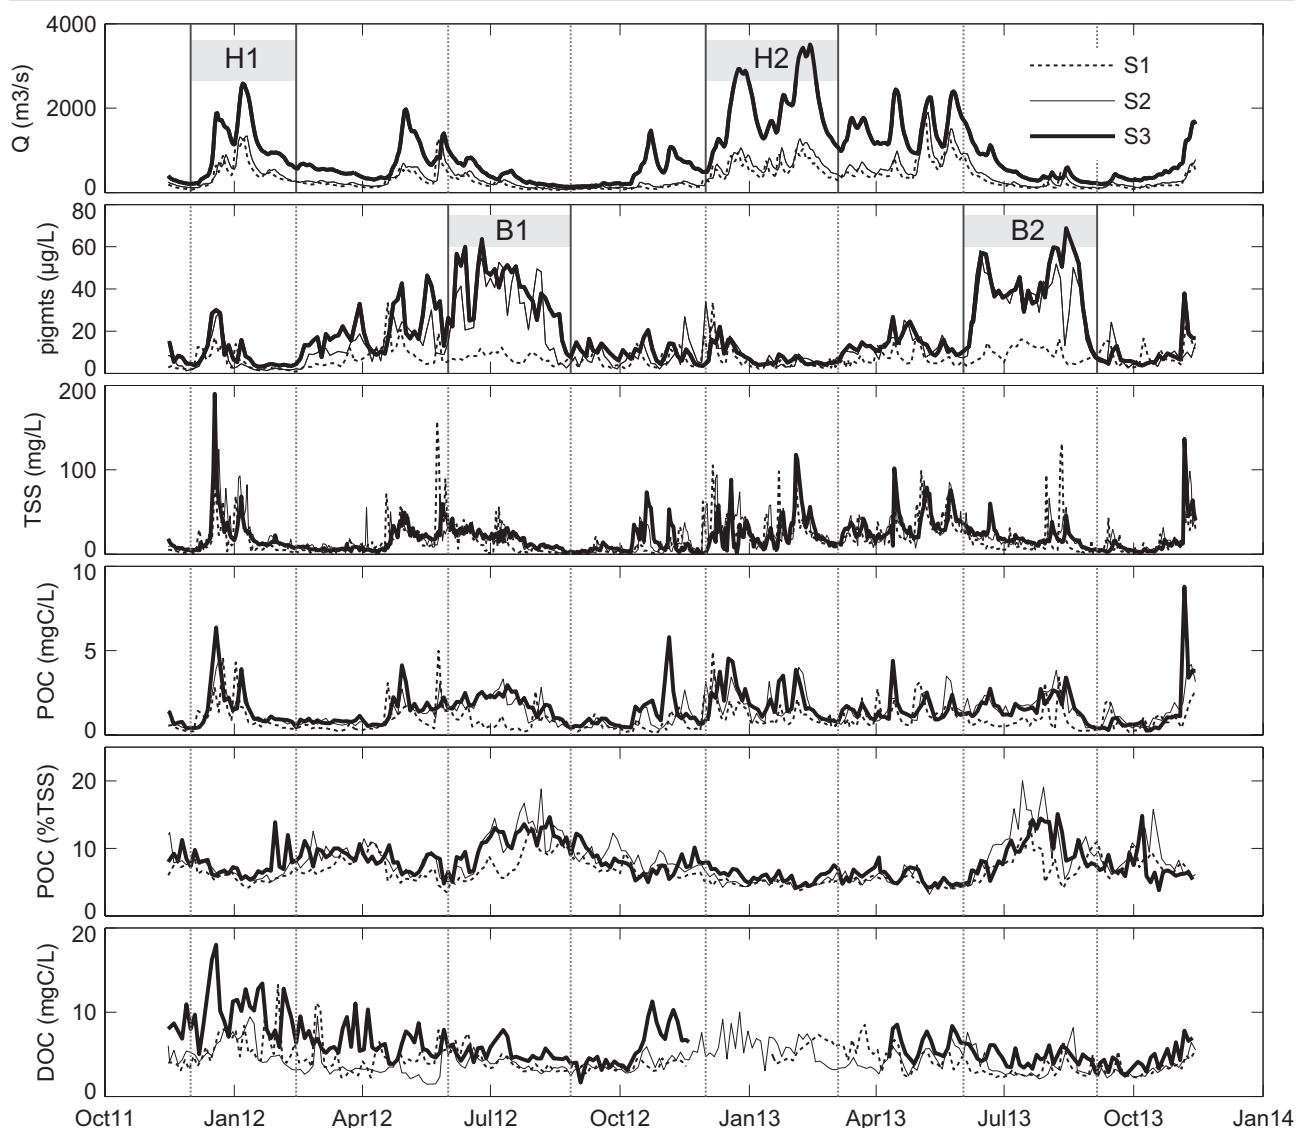 4000
2000
0
Q (m3/s)
H1
H2
S1
S2
S3
80
60
40
20
0
pigmts (µg/L)
B1
B2
200
100
0
TSS (mg/L)
10
5
0
POC (mgC/L)
20
10
0
POC (%TSS)
20
10
0
DOC (mgC/L)
Oct11 Jan12 Apr12 Jul12 Oct12 Jan13 Apr13 Jul13 Oct13 Jan14